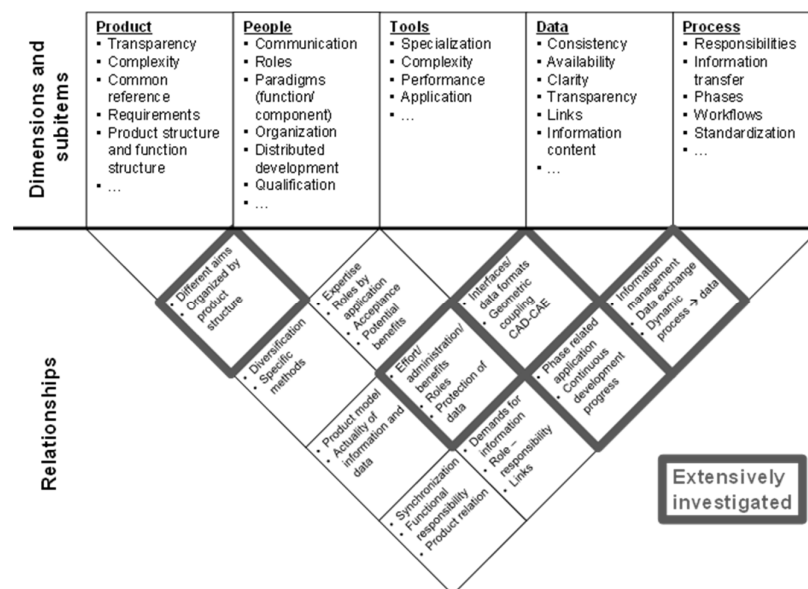 Dimensions and
subitems
Product
▪ Transparency
▪ Complexity
▪ Common
reference
▪ Requirements
▪ Product structure
and function
structure
▪ …
People
▪ Communication
▪ Roles
▪ Paradigms
(function/
component)
▪ Organization
▪ Distributed
development
▪ Qualification
▪ …
Tools
▪ Specialization
▪ Complexity
▪ Performance
▪ Application
▪ …
Data
▪ Consistency
▪ Availability
▪ Clarity
▪ Transparency
▪ Links
▪ Information
content
▪ …
Process
▪ Responsibilities
▪ Information
transfer
▪ Phases
▪ Workflows
▪ Standardization
▪ …
Relationships
• Different aims
• Organized by
product
structure
• Expertise
• Roles by
application
• Acceptance
• Potential
benefits
• Interfaces/
data formats
• Geometric
coupling
CAD-CAE
• Information
management
• Data exchange
• Dynamic
process → data
• Diversification
• Specific
methods
• Effort/
administration/
benefits
• Roles
• Protection of
data
• Phase related
application
• Continuous
development
progress
• Product model
• Actuality of
information and
data
• Demands for
information
• Role –
responsibility
• Links
• Synchronization
• Functional
responsibility
• Product relation
Extensively
investigated